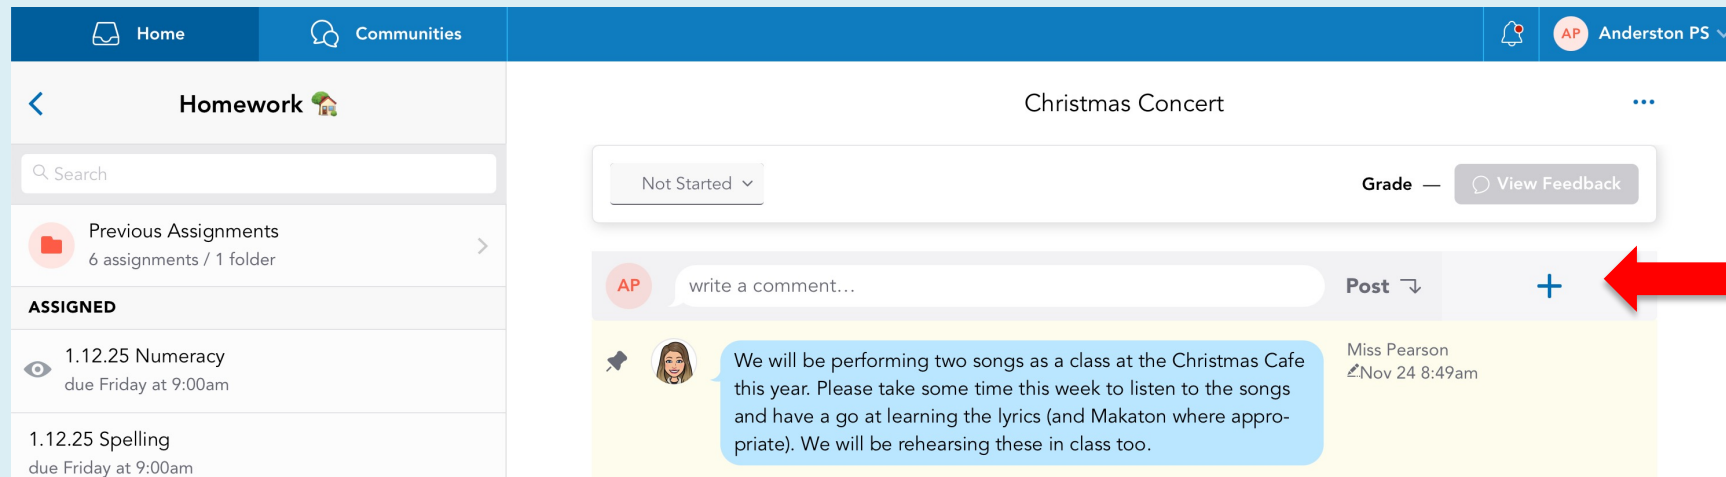 Home
Communities
AP
Anderston PS
Homework
Search
Previous Assignments
6 assignments / 1 folder
ASSIGNED
1.12.25 Numeracy
due Friday at 9:00am
1.12.25 Spelling
due Friday at 9:00am
Christmas Concert
Not Started
Grade —
View Feedback
AP
write a comment...
Post
We will be performing two songs as a class at the Christmas Cafe
this year. Please take some time this week to listen to the songs
and have a go at learning the lyrics (and Makaton where appro-
priate). We will be rehearsing these in class too.
Miss Pearson
Nov 24 8:49am